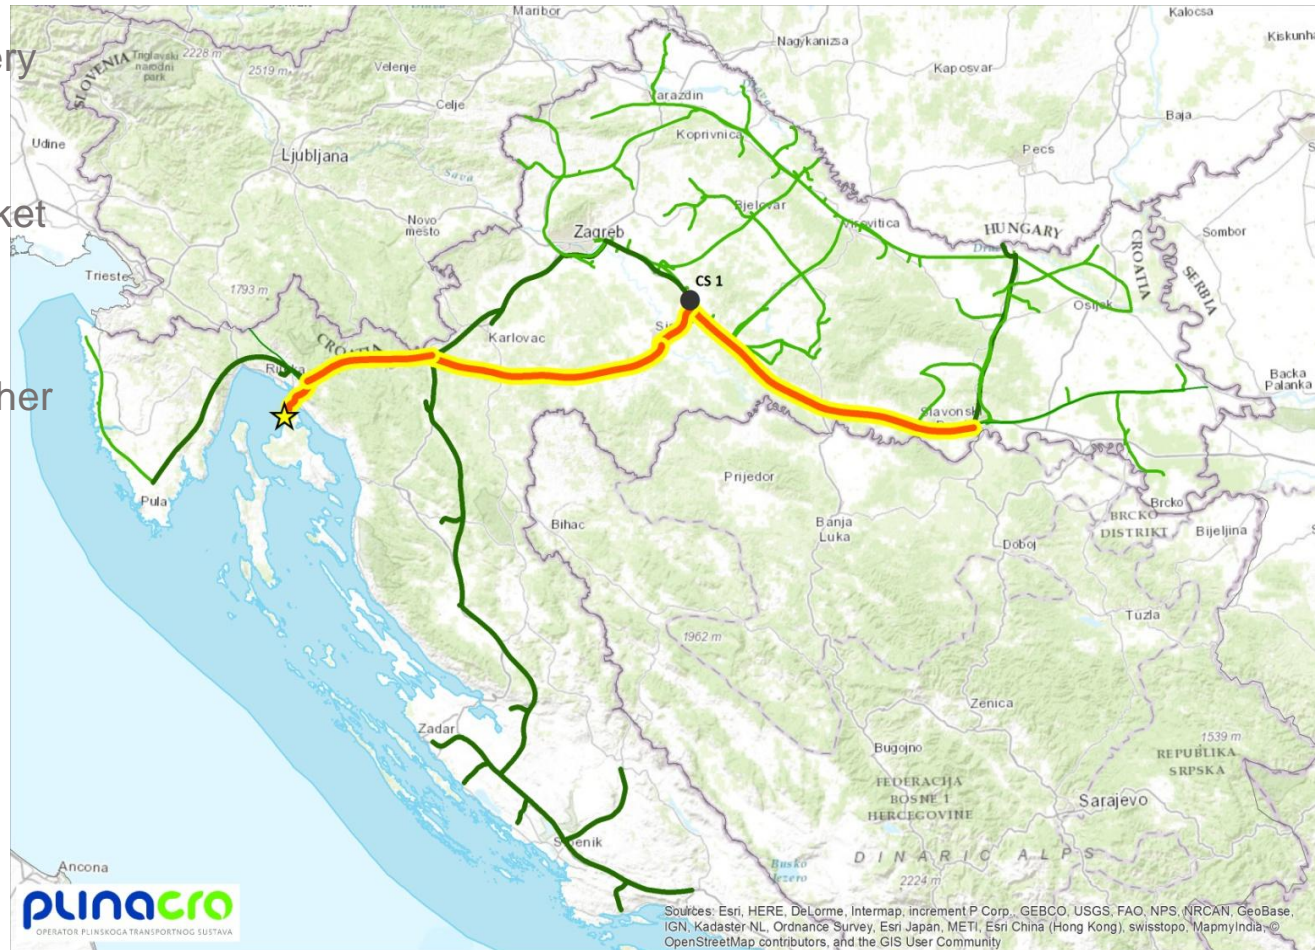 ery
ket
her
Maribor
Kalocsa
Nagykanizsa
Kiskunha
Triglavski
narodni
park
2228 m
SLOVENIA
2519 m
Velenje
Kaposvar
Celje
Varazdin
Drava
Baja
Udine
Ljubljana
Koprivnica
Pecs
Sava
Novo
mesto
Bjelovar
Virovitica
Zagreb
HUNGARY
Sombor
CROATIA
SERBIA
Trieste
1793 m
CS 1
Osijek
Karlovac
CROATIA
Backa
Palanka
Slavonski
Pula
Prijedor
Brcko
Bihac
Banja
Luka
BRCKO
DISTRIKT
Bijeljina
Doboj
Tuzla
1962 m
Zenica
Zadar
Bugojno
1539 m
REPUBLIKA
SRPSKA
FEDERACIJA
BOSNE I
HERCEGOVINE
Sarajevo
Sibenik
DINARIC ALPS
Busko
Jezero
2224 m
Ancona
PLINACRO
OPERATOR PLINSKOGA TRANSPORTNOG SUSTAVA
Sources: Esri, HERE, DeLorme, Intermap, increment P Corp., GEBCO, USGS, FAO, NPS, NRCAN, GeoBase,
IGN, Kadaster NL, Ordnance Survey, Esri Japan, METI, Esri China (Hong Kong), swisstopo, MapmyIndia, ©
OpenStreetMap contributors, and the GIS User Community